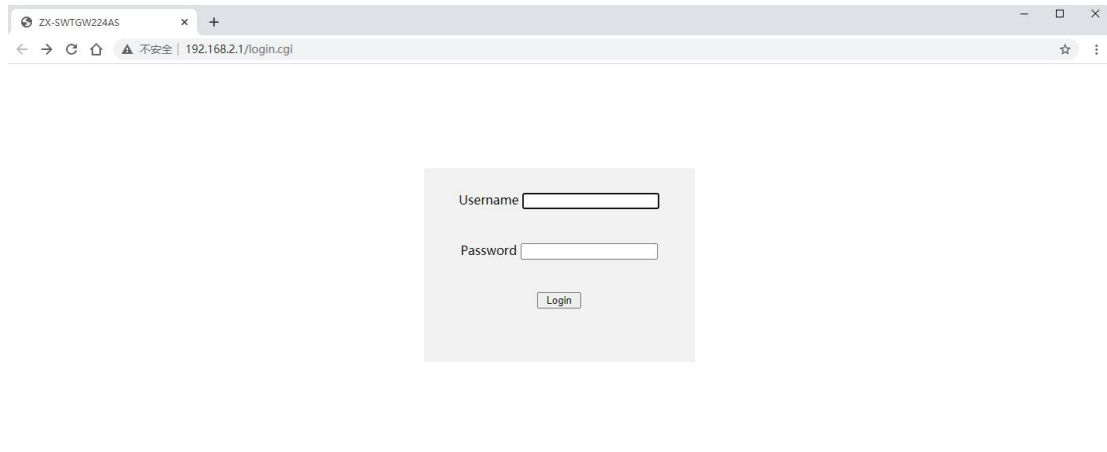 ZX-SWTGW224AS
不安全 | 192.168.2.1/login.cgi
Username
Password
Login